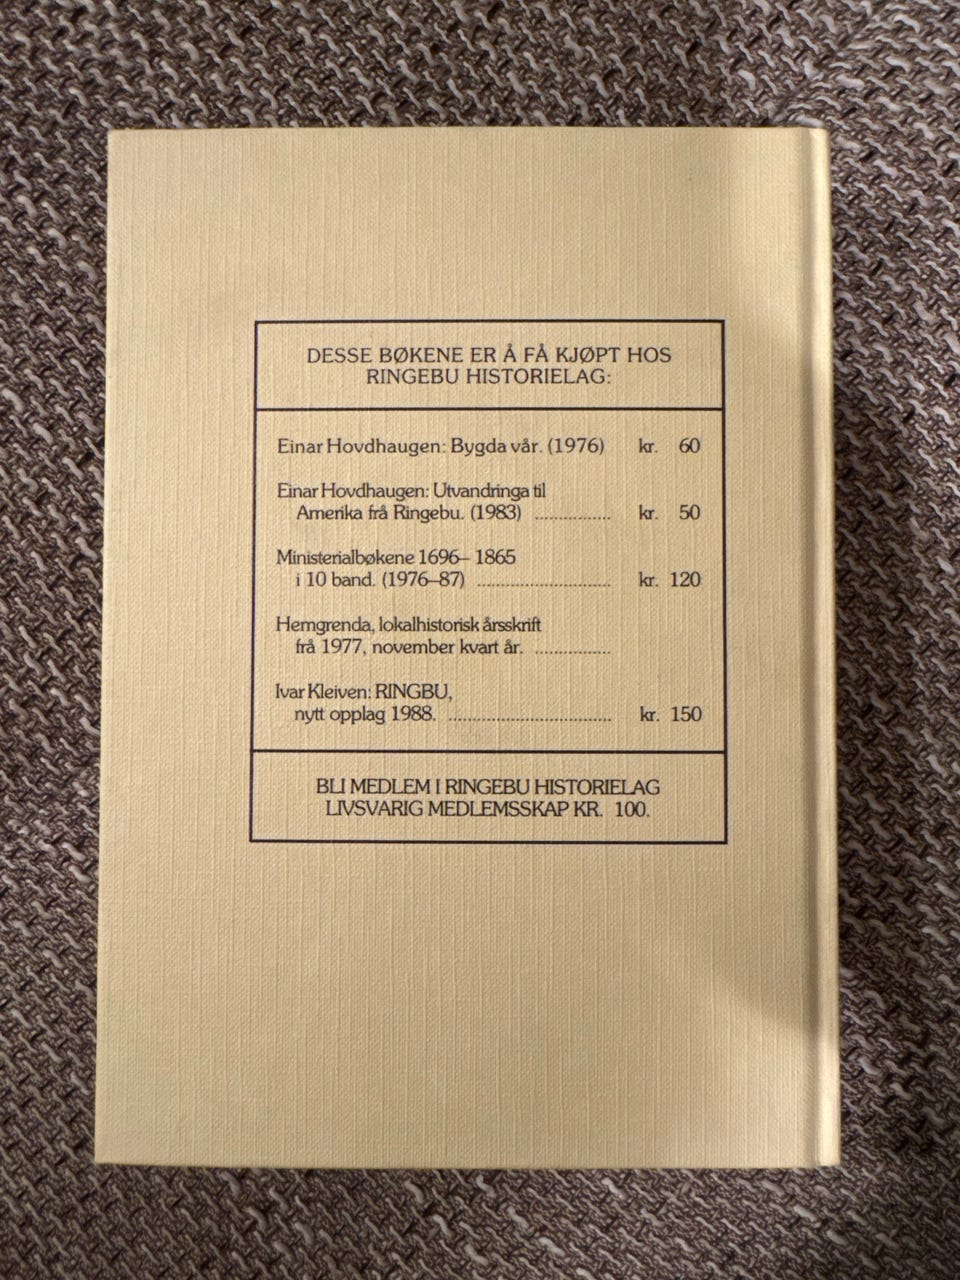 DESSE BØKENE ER Å FÅ KJØPT HOS
RINGEBU HISTORIELAG:
Einar Hovdhaugen: Bygda vår. (1976) kr. 60
Einar Hovdhaugen: Utvandringa til
Amerika frå Ringebu. (1983) ................ kr. 50
Ministerialbøkene 1696– 1865
i 10 band. (1976–87) ............................ kr. 120
Hemgrenda, lokalhistorisk årsskrift
frå 1977, november kvart år. ................
Ivar Kleiven: RINGBU,
nytt opplag 1988. .................................. kr. 150
BLI MEDLEM I RINGEBU HISTORIELAG
LIVSVARIG MEDLEMSSKAP KR. 100.